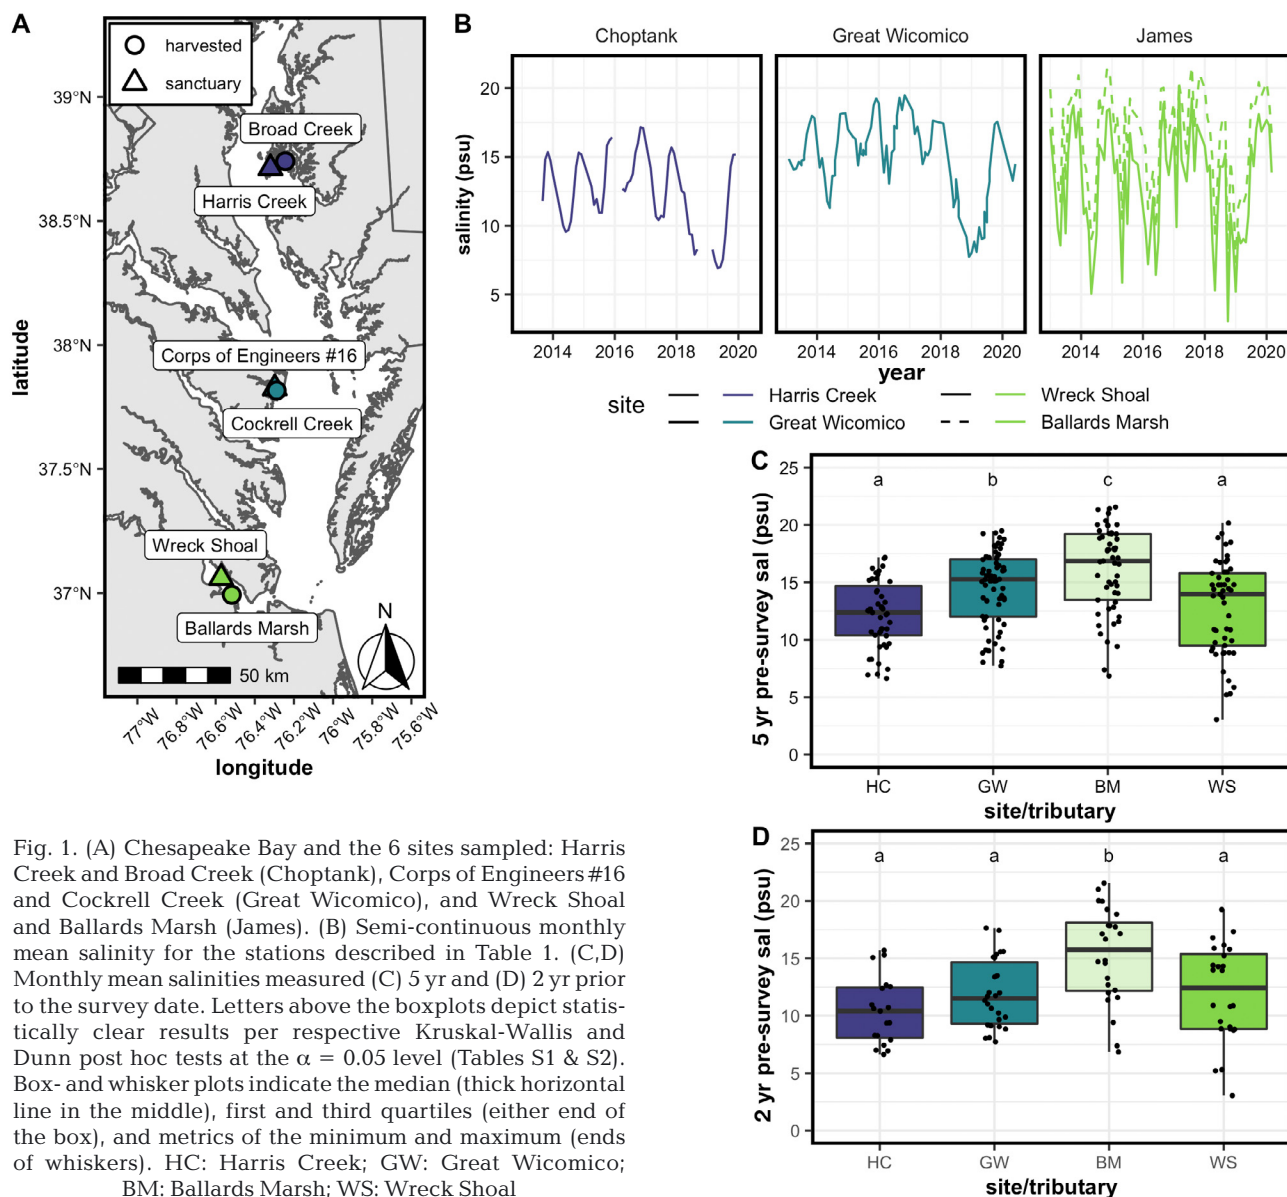 A
harvested
sanctuary
39°N
38.5°N
38°N
37.5°N
37°N
latitude
Broad Creek
Harris Creek
Corps of Engineers #16
Cockrell Creek
Wreck Shoal
Ballards Marsh
N
50 km
77°W
76.8°W
76.6°W
76.4°W
76.2°W
76°W
75.8°W
75.6°W
longitude
B
Choptank
Great Wicomico
James
salinity (psu)
20
15
10
5
2014
2016
2018
2020
2014
2016
2018
2020
2014
2016
2018
2020
year
site
Harris Creek
Great Wicomico
Wreck Shoal
Ballards Marsh
C
5 yr pre-survey sal (psu)
25
20
15
10
5
0
a
b
c
a
HC
GW
BM
WS
site/tributary
D
2 yr pre-survey sal (psu)
25
20
15
10
5
0
a
a
b
a
HC
GW
BM
WS
site/tributary
Fig. 1. (A) Chesapeake Bay and the 6 sites sampled: Harris
Creek and Broad Creek (Choptank), Corps of Engineers #16
and Cockrell Creek (Great Wicomico), and Wreck Shoal
and Ballards Marsh (James). (B) Semi-continuous monthly
mean salinity for the stations described in Table 1. (C,D)
Monthly mean salinities measured (C) 5 yr and (D) 2 yr prior
to the survey date. Letters above the boxplots depict statis-
tically clear results per espective Kruskal-Wallis and
Dunn post hoc tests at the α = 0.05 level (Tables S1 & S2).
Box- and whisker plots indicate the median (thick horizontal
line in the middle), first and third quartiles (either end of
the box), and metrics of the minimum and maximum (ends
of whiskers). HC: Harris Creek; GW: Great Wicomico;
BM: Ballards Marsh; WS: Wreck Shoal